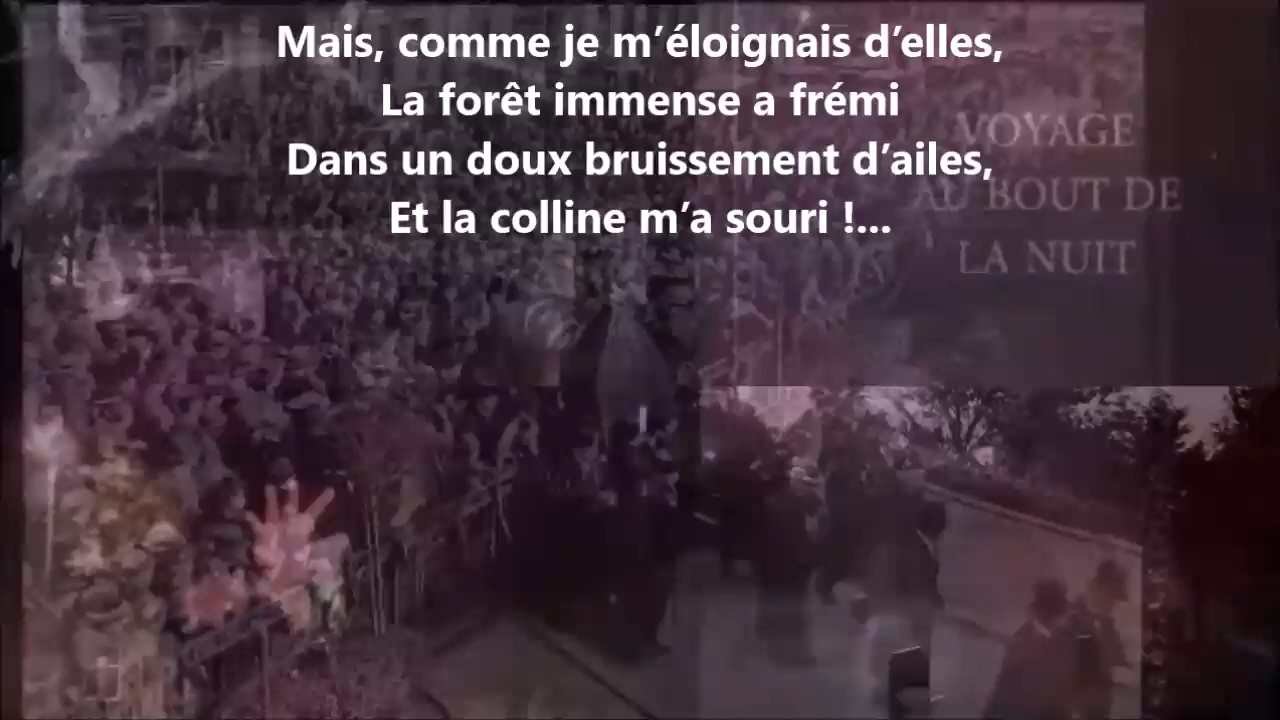 Mais, comme je m’éloignais d’elles,
La forêt immense a frémi
Dans un doux bruissement d’ailes,
Et la colline m’a souri !...
VOYAGE
AU BOUT DE
LA NUIT